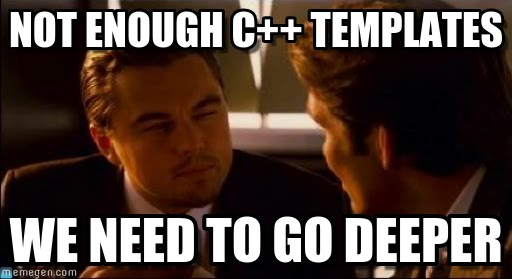 NOT ENOUGH C++ TEMPLATES
WE NEED TO GO DEEPER
memegen.com